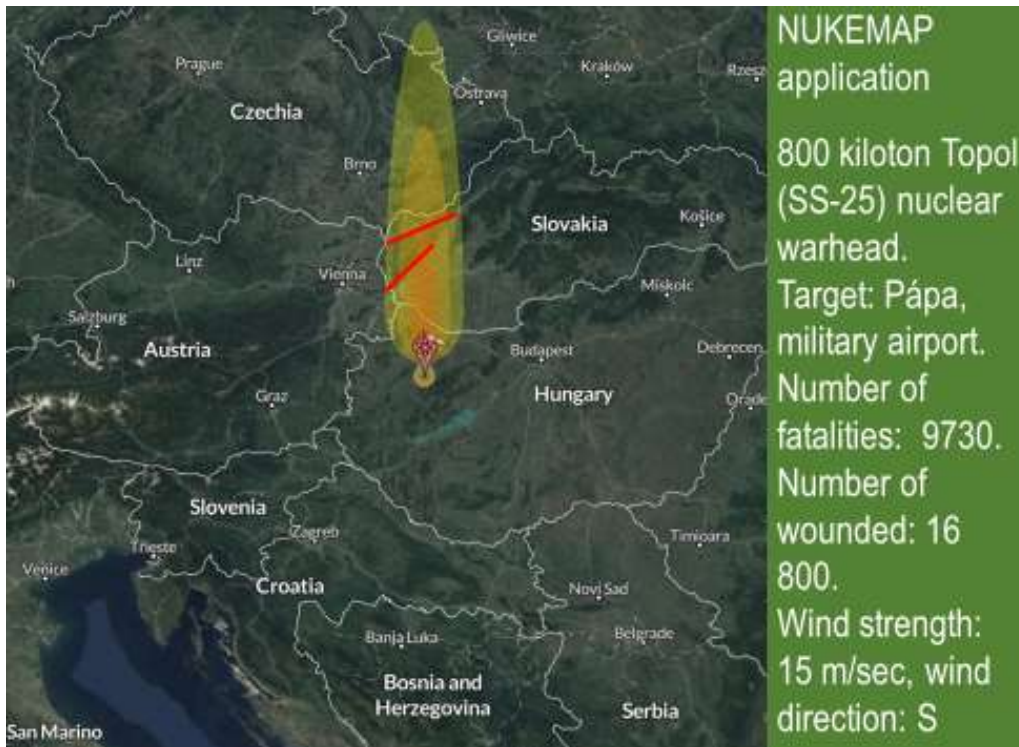 Gliwice
Prague
Kraków
Rzesz
Ostrava
Czechia
Brno
Slovakia
Košice
Linz
Vienna
Miskolc
Salzburg
Austria
Budapest
Debrecen
Hungary
Graz
Orade
Slovenia
Zagreb
Timișoara
Trieste
Venice
Croatia
Novi Sad
Banja Luka
Belgrade
Bosnia and
Herzegovina
Serbia
San Marino
NUKEMAP
application
800 kiloton Topol
(SS-25) nuclear
warhead.
Target: Pápa,
military airport.
Number of
fatalities: 9730.
Number of
wounded: 16
800.
Wind strength:
15 m/sec, wind
direction: S